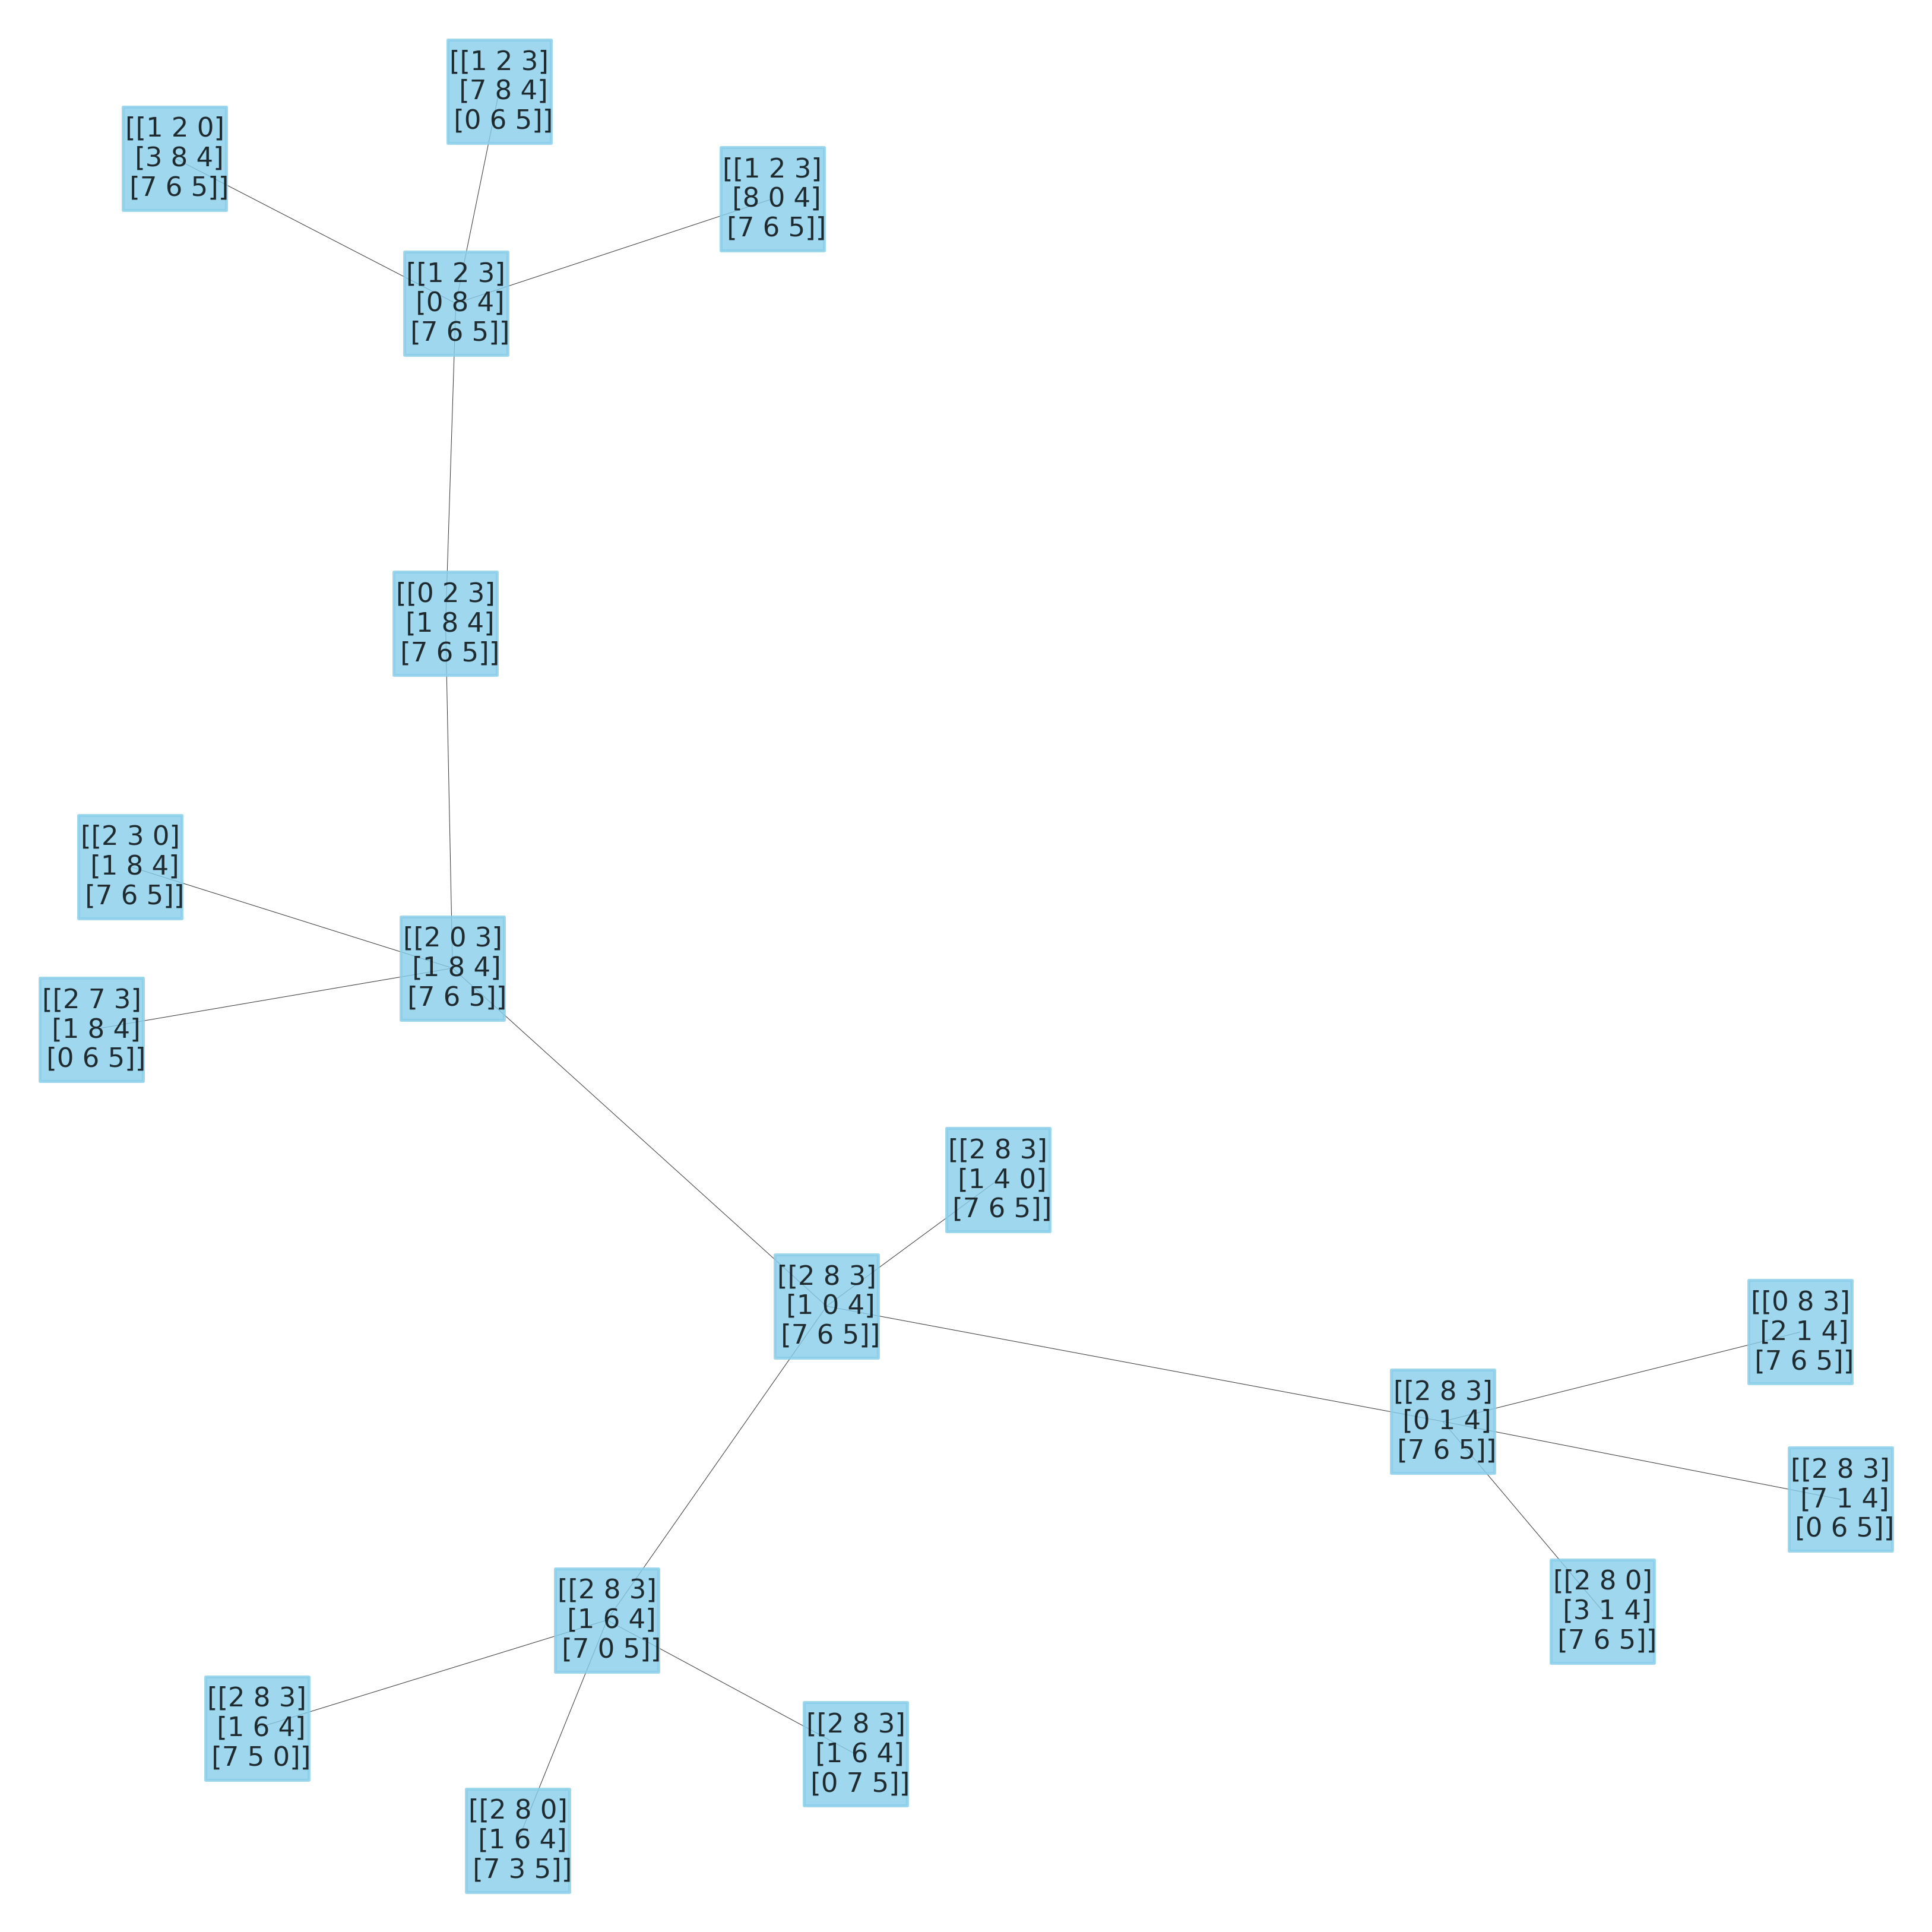 [[1 2 3]
[7 8 4]
[0 6 5]]
[[1 2 0]
[3 8 4]
[7 6 5]]
[[1 2 3]
[8 0 4]
[7 6 5]]
[[1 2 3]
[0 8 4]
[7 6 5]]
[[0 2 3]
[1 8 4]
[7 6 5]]
[[2 3 0]
[1 8 4]
[7 6 5]]
[[2 0 3]
[1 8 4]
[7 6 5]]
[[2 7 3]
[1 8 4]
[0 6 5]]
[[2 8 3]
[1 4 0]
[7 6 5]]
[[2 8 3]
[1 0 4]
[7 6 5]]
[[0 8 3]
[2 1 4]
[7 6 5]]
[[2 8 3]
[0 1 4]
[7 6 5]]
[[2 8 3]
[7 1 4]
[0 6 5]]
[[2 8 0]
[3 1 4]
[7 6 5]]
[[2 8 3]
[1 6 4]
[7 0 5]]
[[2 8 3]
[1 6 4]
[7 5 0]]
[[2 8 3]
[1 6 4]
[0 7 5]]
[[2 8 0]
[1 6 4]
[7 3 5]]